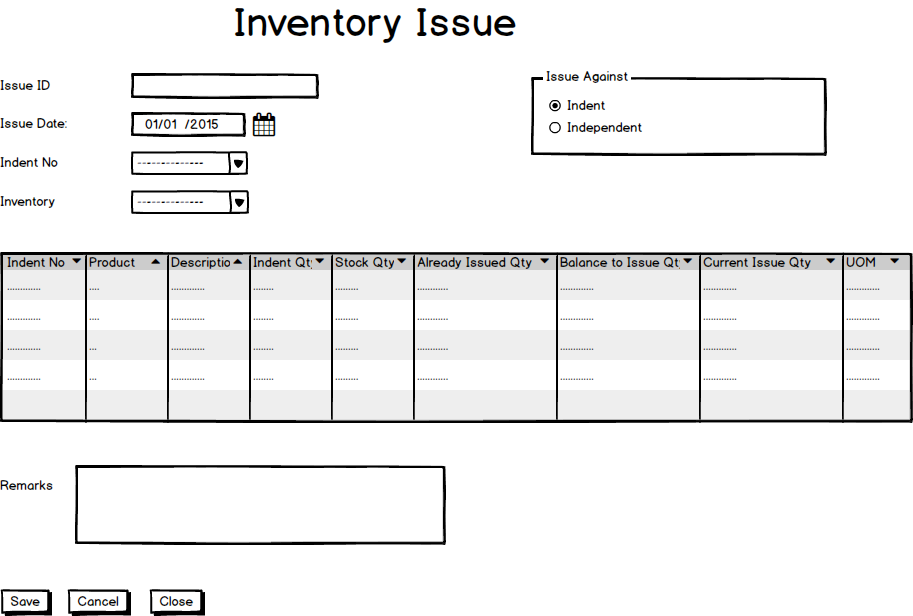 Inventory Issue
Issue ID
Issue Against
Indent
Independent
Issue Date: 01/01 /2015
Indent No --------------
Inventory --------------
Indent No Product Descriptio Indent Qt Stock Qty Already Issued Qty Balance to Issue Qt Current Issue Qty UOM
............. .... ............. ........ ......... ............ ............. ............. .............
............. .... ............. ........ ......... ............ ............. ............. .............
............. ... ............. ........ ......... ............ ............. ............. .............
............. ... ............. ........ ......... ............ ............. ............. .............
Remarks
Save Cancel Close